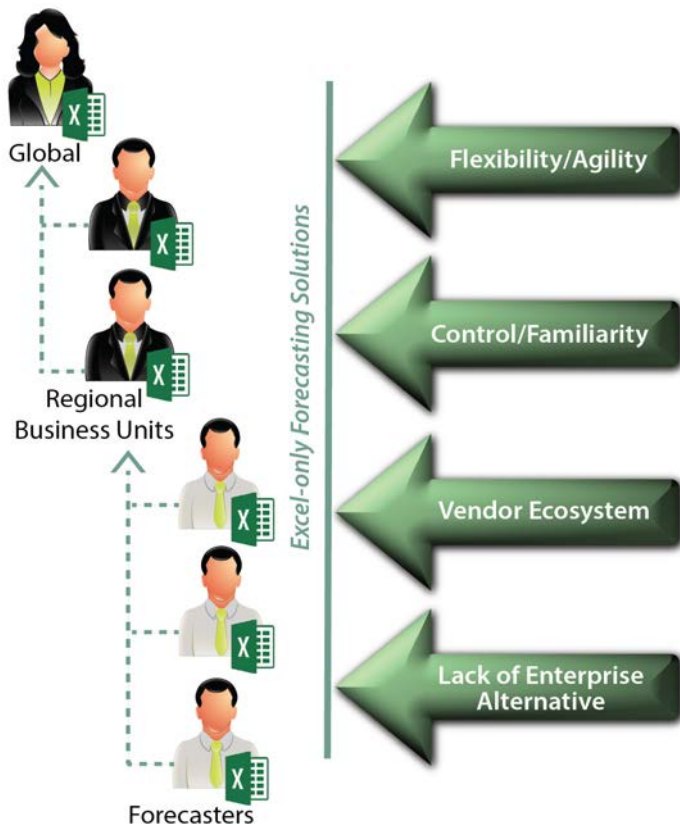 Global
Regional
Business Units
Forecasters
Excel-only Forecasting Solutions
Flexibility/Agility
Control/Familiarity
Vendor Ecosystem
Lack of Enterprise
Alternative
X
X
X
X
X
X